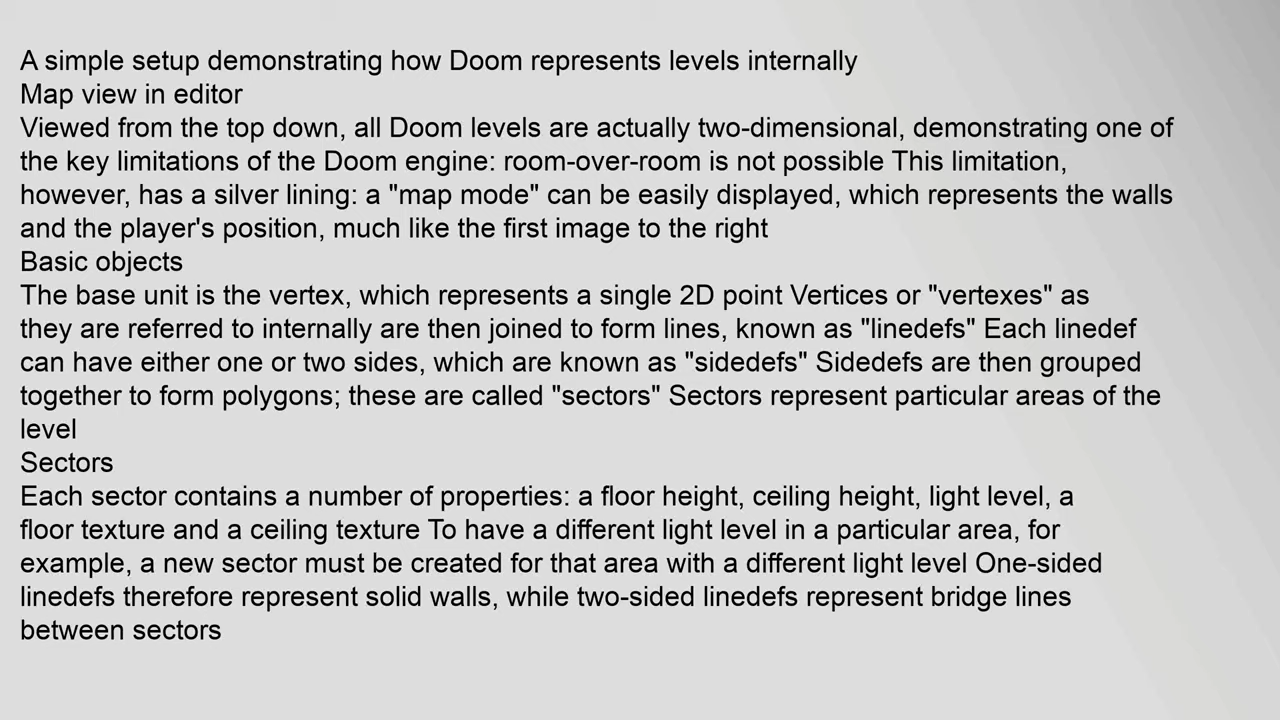 A simple setup demonstrating how Doom represents levels internally
Map view in editor
Viewed from the top down, all Doom levels are actually two-dimensional, demonstrating one of
the key limitations of the Doom engine: room-over-room is not possible This limitation,
however, has a silver lining: a "map mode" can be easily displayed, which represents the walls
and the player's position, much like the first image to the right
Basic objects
The base unit is the vertex, which represents a single 2D point Vertices or "vertexes" as
they are referred to internally are then joined to form lines, known as "linedefs" Each linedef
can have either one or two sides, which are known as "sidedefs" Sidedefs are then grouped
together to form polygons; these are called "sectors" Sectors represent particular areas of the
level
Sectors
Each sector contains a number of properties: a floor height, ceiling height, light level, a
floor texture and a ceiling texture To have a different light level in a particular area, for
example, a new sector must be created for that area with a different light level One-sided
linedefs therefore represent solid walls, while two-sided linedefs represent bridge lines
between sectors